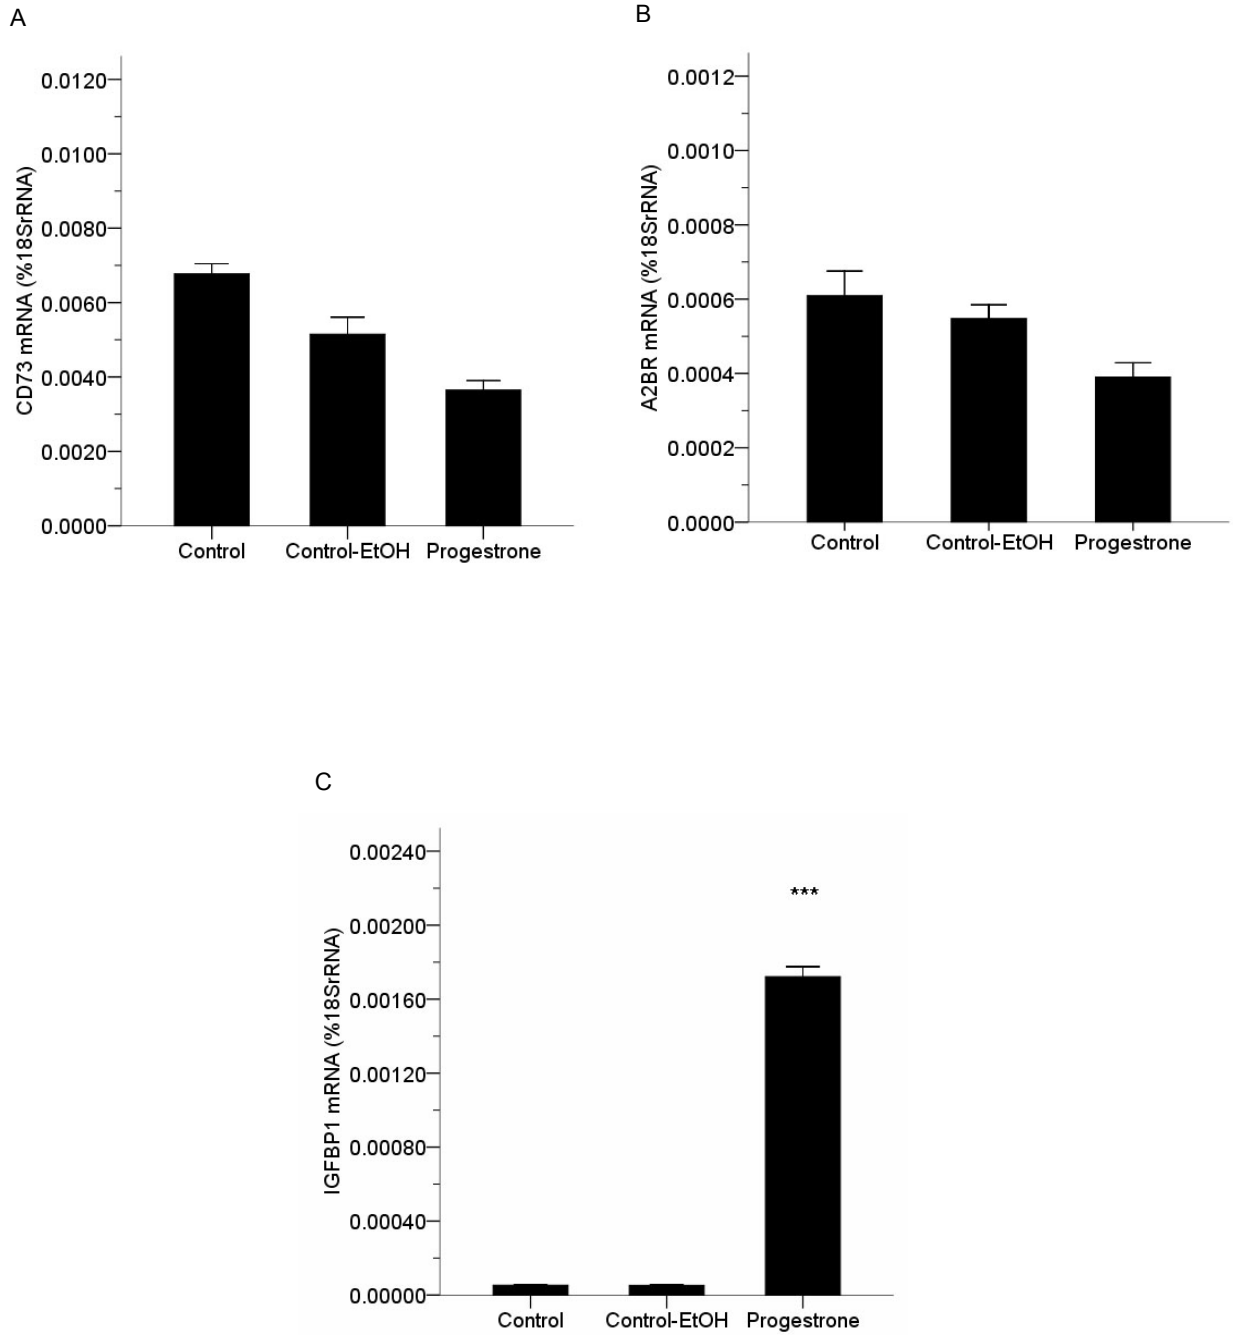 A
CD73 mRNA (%18SrRNA)
0.0120
0.0100
0.0080
0.0060
0.0040
0.0020
0.0000
Control
Control-EtOH
Progestrone
B
A2BR mRNA (%18SrRNA)
0.0012
0.0010
0.0008
0.0006
0.0004
0.0002
0.0000
Control
Control-EtOH
Progestrone
C
IGFBP1 mRNA (%18SrRNA)
0.00240
0.00200
0.00160
0.00120
0.00080
0.00040
0.00000
***
Control
Control-EtOH
Progestrone